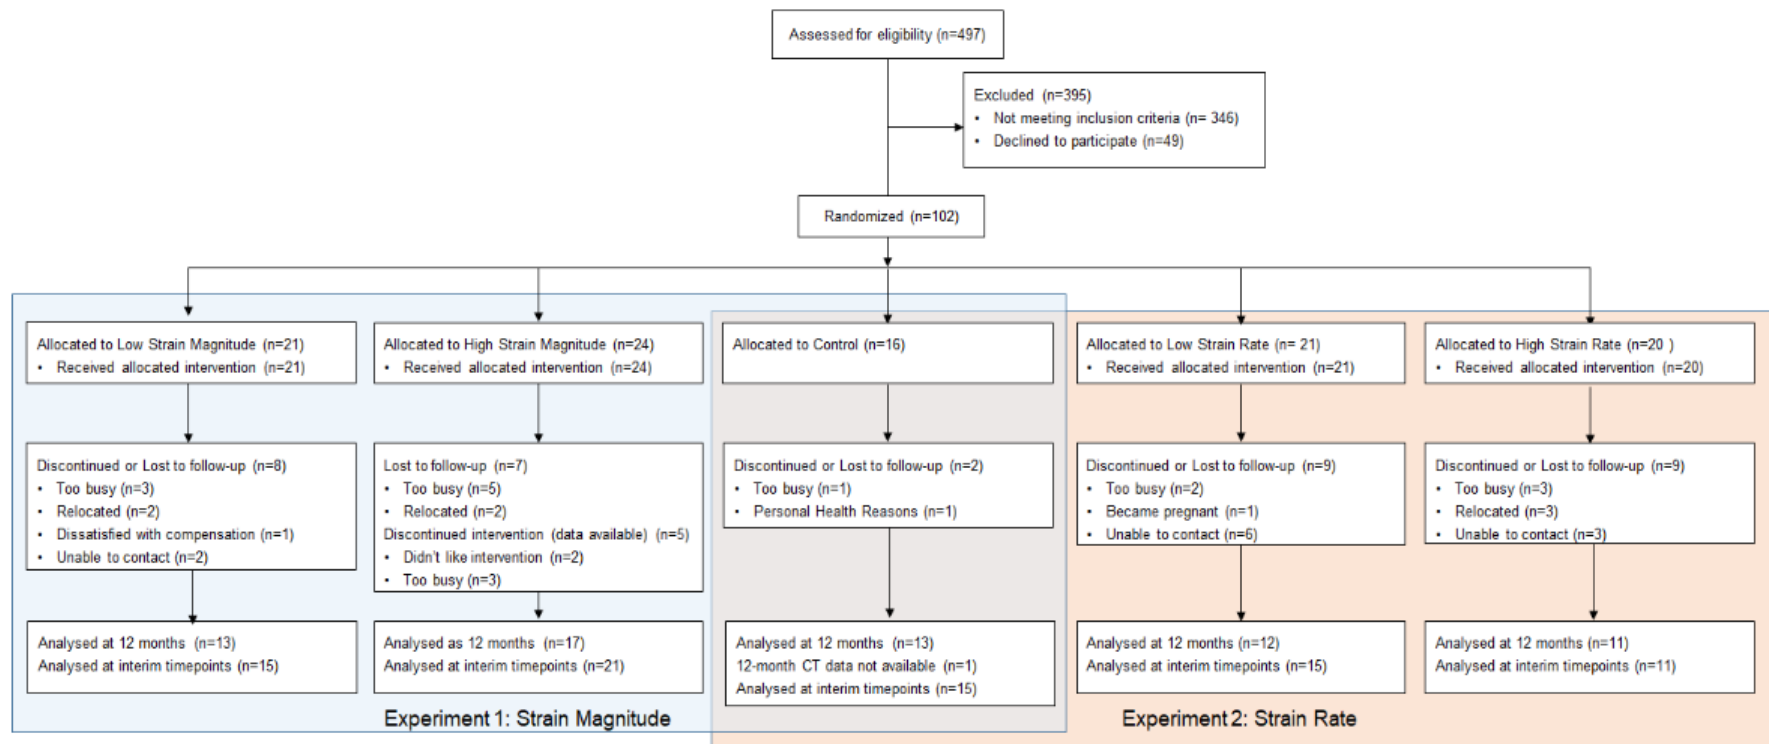 Assessed for eligibility (n=497)
Excluded (n=395)
• Not meeting inclusion criteria (n= 346)
• Declined to participate (n=49)
Randomized (n=102)
Allocated to Low Strain Magnitude (n=21)
• Received allocated intervention (n=21)
Allocated to High Strain Magnitude (n=24)
• Received allocated intervention (n=24)
Allocated to Control (n=16)
Allocated to Low Strain Rate (n= 21)
• Received allocated intervention (n=21)
Allocated to High Strain Rate (n=20 )
• Received allocated intervention (n=20)
Discontinued or Lost to follow-up (n=8)
• Too busy (n=3)
• Relocated (n=2)
• Dissatisfied with compensation (n=1)
• Unable to contact (n=2)
Lost to follow-up (n=7)
• Too busy (n=5)
• Relocated (n=2)
Discontinued intervention (data available) (n=5)
• Didn't like intervention (n=2)
• Too busy (n=3)
Discontinued or Lost to follow-up (n=2)
• Too busy (n=1)
• Personal Health Reasons (n=1)
Discontinued or Lost to follow-up (n=9)
• Too busy (n=2)
• Became pregnant (n=1)
• Unable to contact (n=6)
Discontinued or Lost to follow-up (n=9)
• Too busy (n=3)
• Relocated (n=3)
• Unable to contact (n=3)
Analysed at 12 months (n=13)
Analysed at interim timepoints (n=15)
Analysed as 12 months (n=17)
Analysed at interim timepoints (n=21)
Analysed at 12 months (n=13)
12-month CT data not available (n=1)
Analysed at interim timepoints (n=15)
Analysed at 12 months (n=12)
Analysed at interim timepoints (n=15)
Analysed at 12 months (n=11)
Analysed at interim timepoints (n=11)
Experiment 1: Strain Magnitude
Experiment 2: Strain Rate